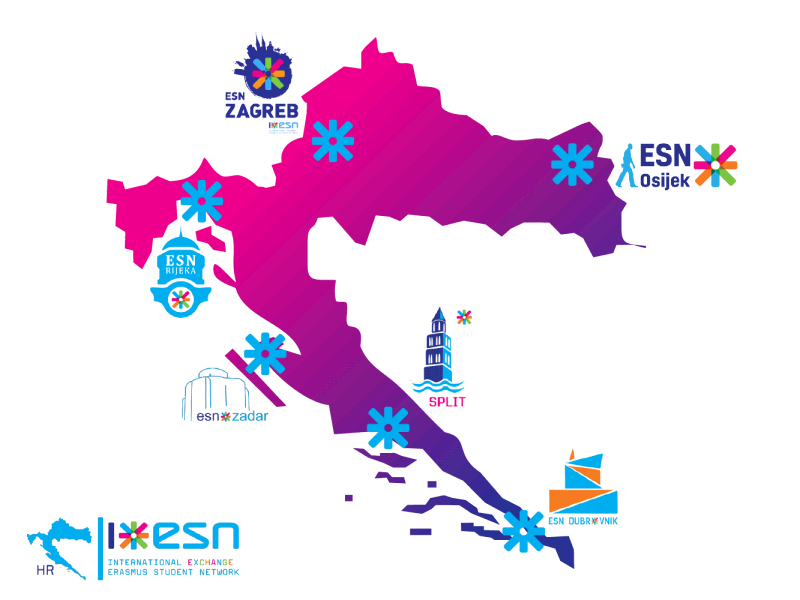 ESN
ZAGREB
esn
ESN
Osijek
ESN
RIJEKA
SPLIT
esn zadar
ESN DUBROVNIK
esn
INTERNATIONAL EXCHANGE
ERASMUS STUDENT NETWORK
HR